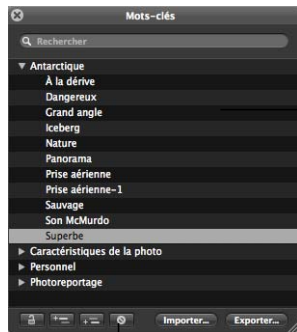 Mots-clés
Rechercher
Antarctique
À la dérive
Dangereux
Grand angle
Iceberg
Nature
Panorama
Prise aérienne
Prise aérienne-1
Sauvage
Son McMurdo
Superbe
Caractéristiques de la photo
Personnel
Photoreportage
Importer... Exporter...